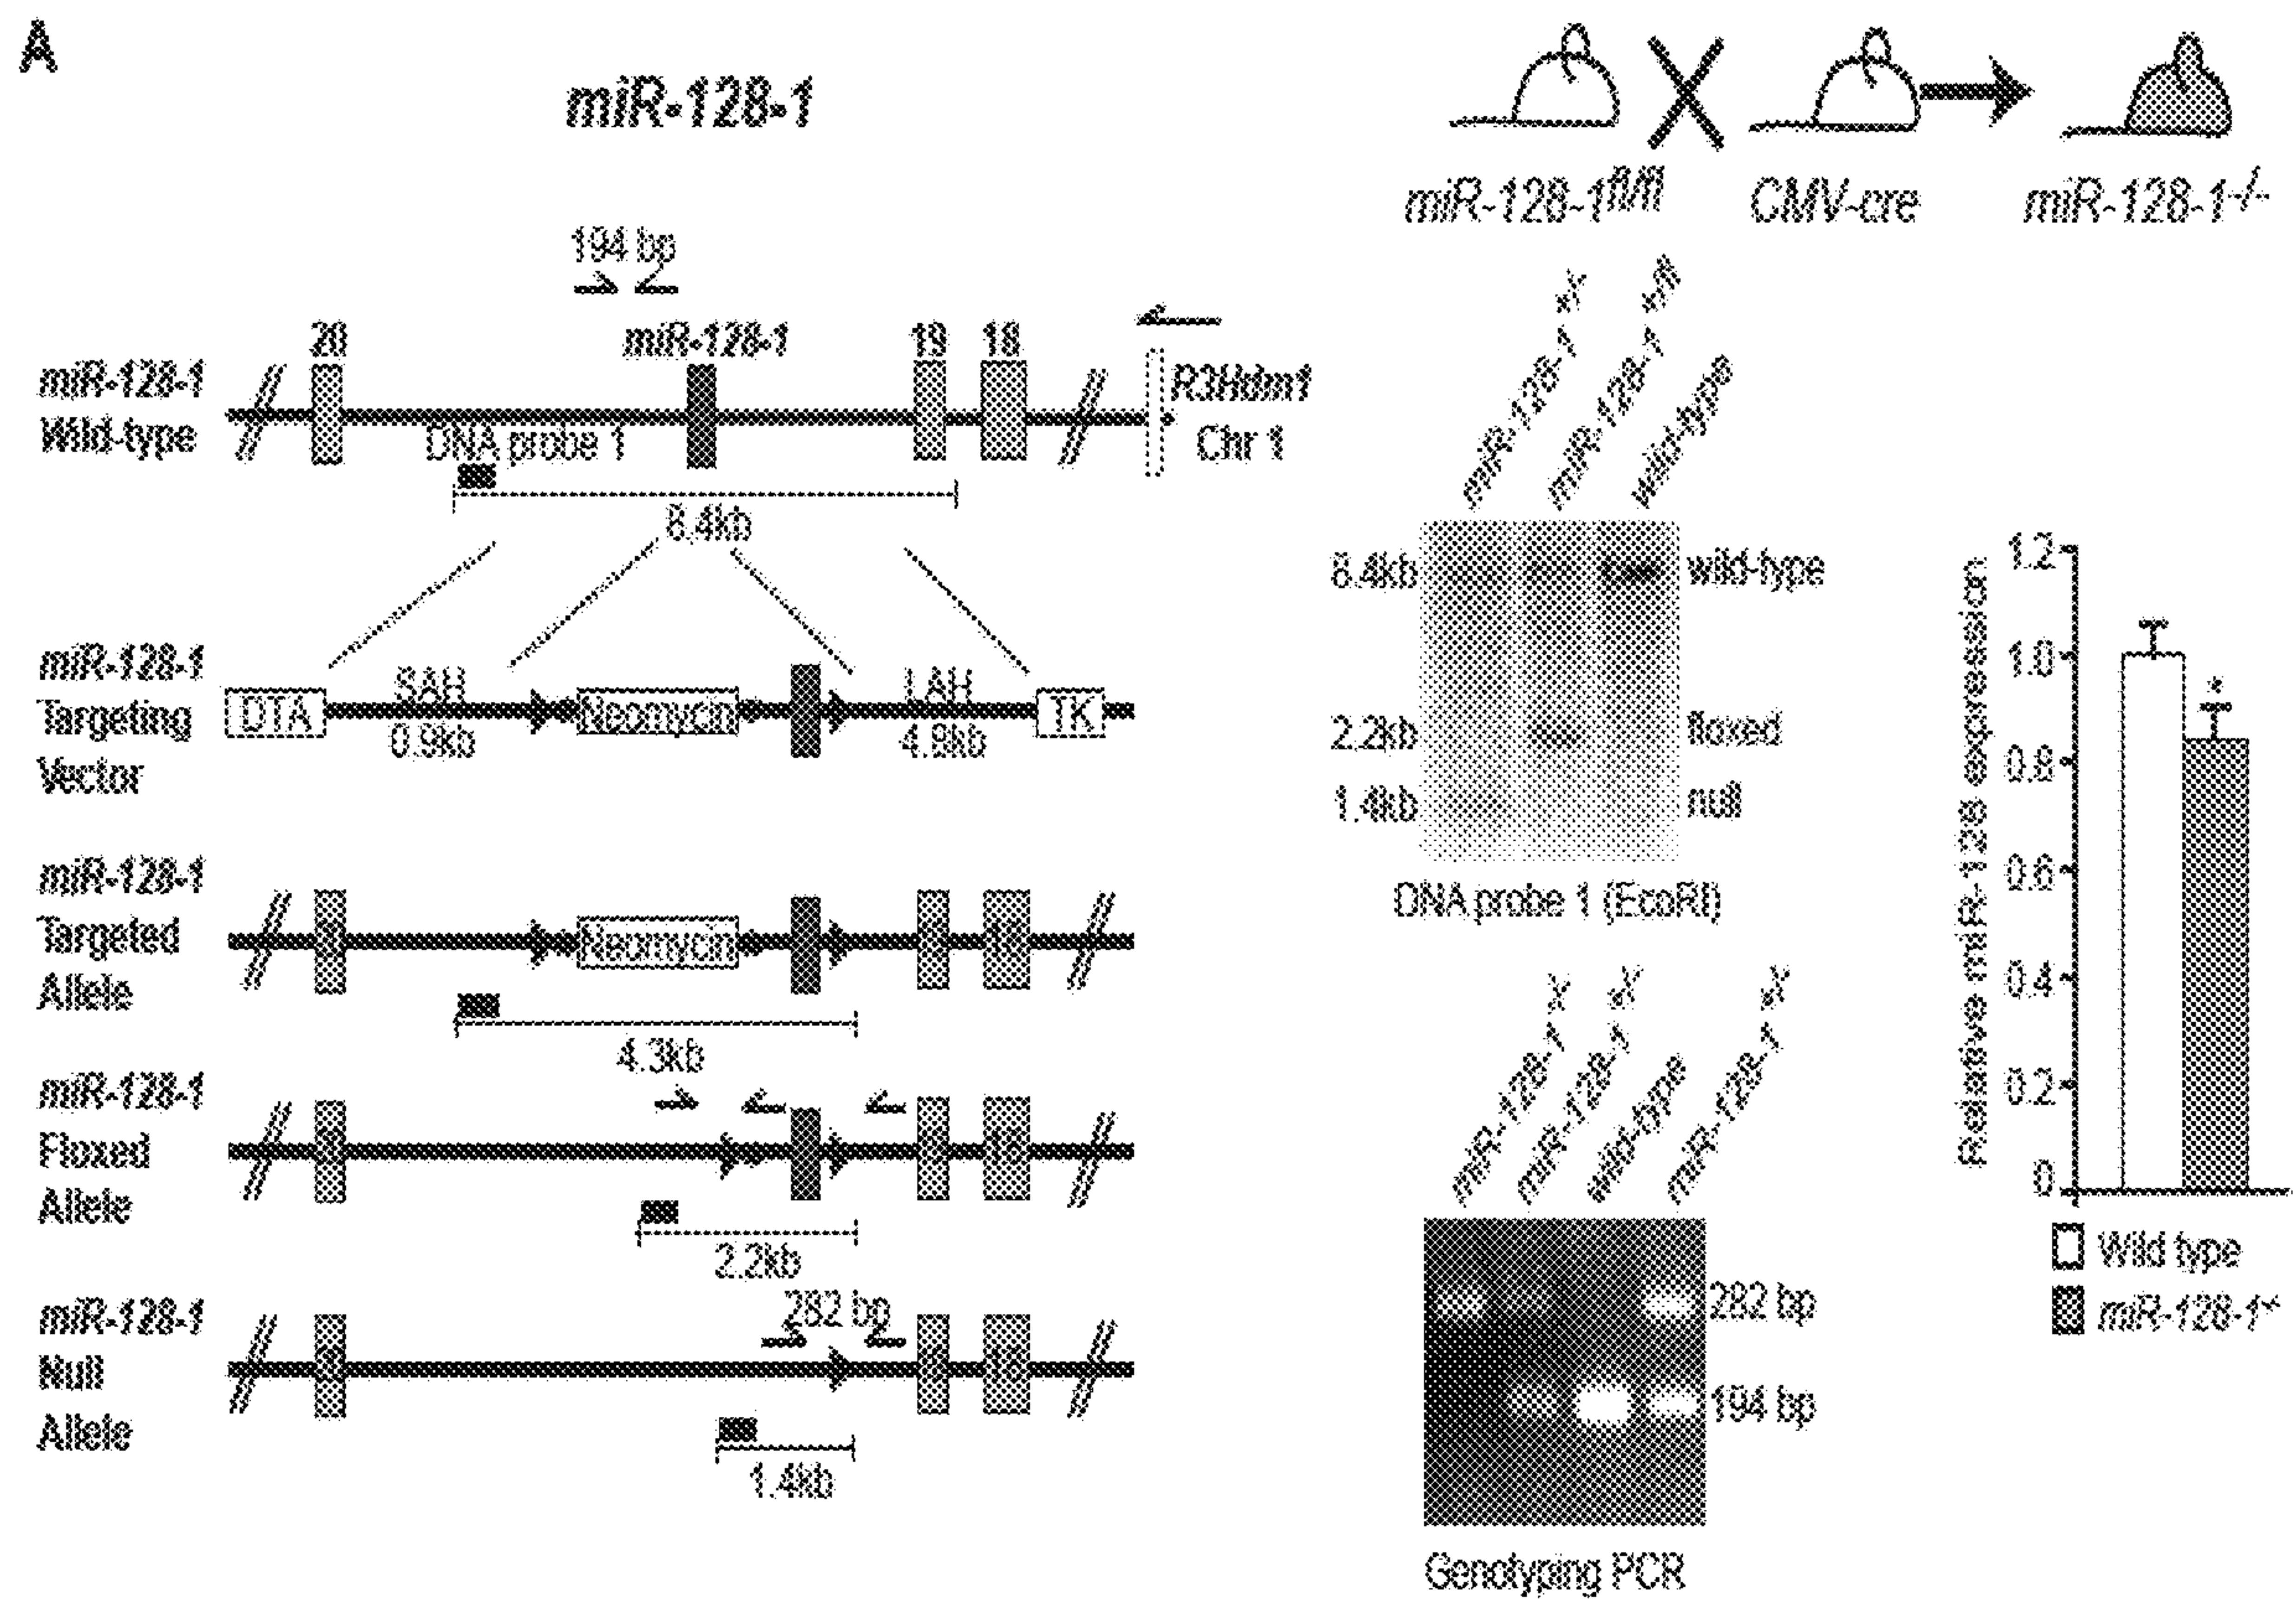 A
miR-128-1
194 bp
20
miR-128-1
19
18
miR-128-1
Wild-type
R3Hdm1
Chr 1
DNA probe 1
8.4kb
miR-128-1
Targeting
Vector
DTA
SAH
0.9kb
Neomycin
LAH
4.8kb
TK
miR-128-1
Targeted
Allele
Neomycin
4.3kb
miR-128-1
Floxed
Allele
2.2kb
miR-128-1
Null
Allele
282 bp
1.4kb
miR-128-1fl/fl
CMV-cre
miR-128-1-/-
miR-128-1
miR-128-1
wild-type
8.4kb
wild-type
2.2kb
floxed
1.4kb
null
DNA probe 1 (EcoRI)
miR-128-1
miR-128-1
wild-type
miR-128-1
282 bp
194 bp
Genotyping PCR
Relative miR-128 expression
1.2
1.0
0.8
0.6
0.4
0.2
0
*
Wild type
miR-128-1